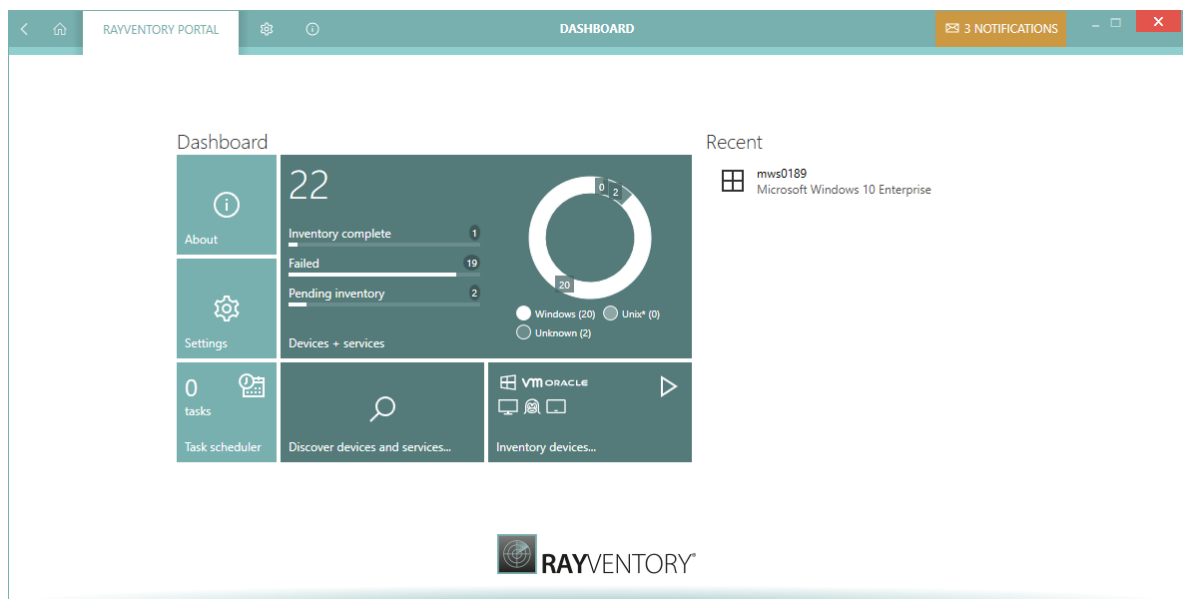 RAYVENTORY PORTAL
DASHBOARD
3 NOTIFICATIONS
Dashboard
Recent
About
22
Inventory complete 1
Failed 19
Pending inventory 2
Devices + services
0
2
20
Windows (20) Unix* (0)
Unknown (2)
mws0189
Microsoft Windows 10 Enterprise
Settings
0
tasks
Task scheduler
Discover devices and services...
vm ORACLE
Inventory devices...
RAYVENTORY®